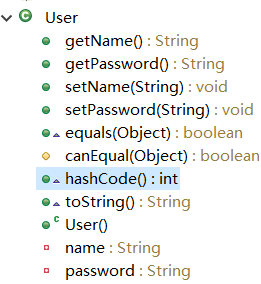 User
getName() : String
getPassword() : String
setName(String) : void
setPassword(String) : void
equals(Object) : boolean
canEqual(Object) : boolean
hashCode() : int
toString() : String
User()
name : String
password : String